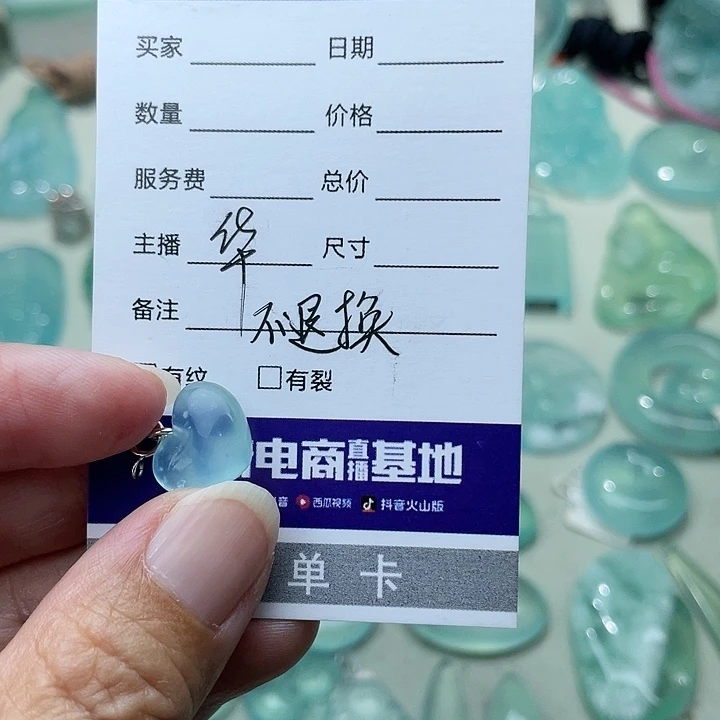 买家 日期
数量 价格
服务费 总价
主播 华 尺寸
备注 不退换
有纹 □有裂
电商直播基地
音 西瓜视频 抖音火山版
单卡